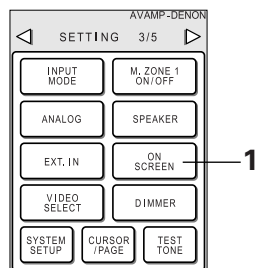 AVAMP-DENON
SETTING 3/5
INPUT
MODE
M. ZONE 1
ON/OFF
ANALOG
SPEAKER
EXT. IN
ON
SCREEN
1
VIDEO
SELECT
DIMMER
SYSTEM
SETUP
CURSOR
/PAGE
TEST
TONE